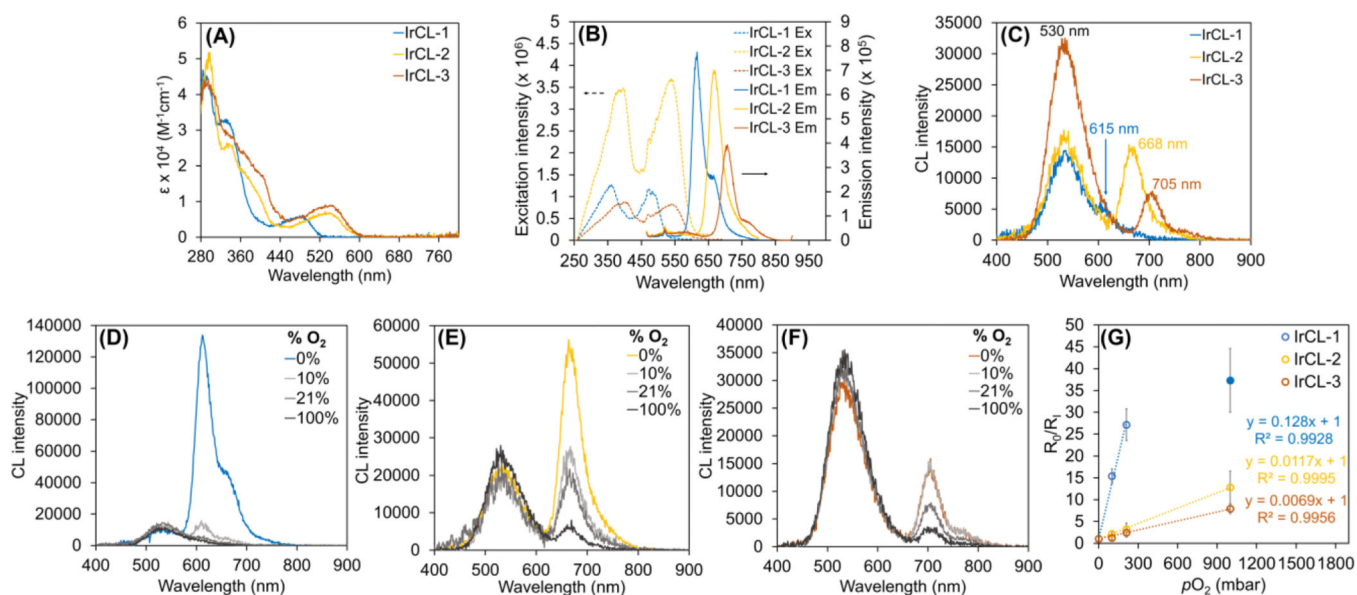 (A)
IrCL-1
IrCL-2
IrCL-3
6
5
4
3
2
1
0
ε x 10⁴ (M⁻¹cm⁻¹)
280 360 440 520 600 680 760
Wavelength (nm)
(B)
IrCL-1 Ex
IrCL-2 Ex
IrCL-3 Ex
IrCL-1 Em
IrCL-2 Em
IrCL-3 Em
5
4.5
4
3.5
3
2.5
2
1.5
1
0.5
0
Excitation intensity (x 10⁶)
9
8
7
6
5
4
3
2
1
0
Emission intensity (x 10⁵)
250 350 450 550 650 750 850 950
Wavelength (nm)
(C)
530 nm
IrCL-1
IrCL-2
IrCL-3
615 nm
668 nm
705 nm
35000
30000
25000
20000
15000
10000
5000
0
CL intensity
400 500 600 700 800 900
Wavelength (nm)
(D)
% O₂
0%
10%
21%
100%
140000
120000
100000
80000
60000
40000
20000
0
CL intensity
400 500 600 700 800 900
Wavelength (nm)
(E)
% O₂
0%
10%
21%
100%
60000
50000
40000
30000
20000
10000
0
CL intensity
400 500 600 700 800 900
Wavelength (nm)
(F)
% O₂
0%
10%
21%
100%
40000
35000
30000
25000
20000
15000
10000
5000
0
CL intensity
400 500 600 700 800 900
Wavelength (nm)
(G)
IrCL-1
IrCL-2
IrCL-3
y = 0.128x + 1
R² = 0.9928
y = 0.0117x + 1
R² = 0.9995
y = 0.0069x + 1
R² = 0.9956
50
45
40
35
30
25
20
15
10
5
0
R₀/Rᵢ
0 300 600 900 1200 1500 1800
pO₂ (mbar)